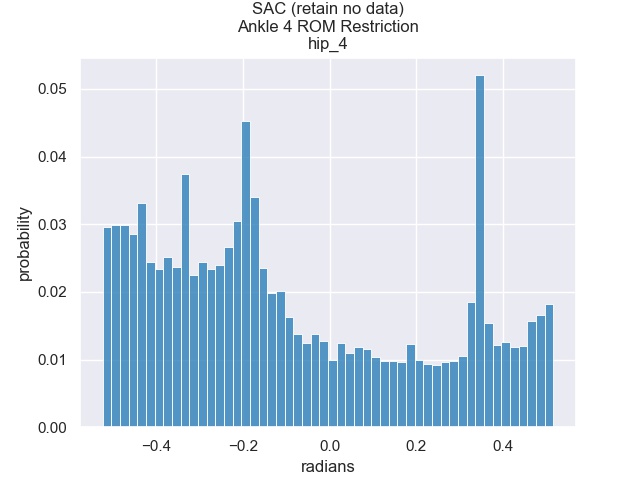 SAC (retain no data)
Ankle 4 ROM Restriction
hip_4
0.05
0.04
0.03
0.02
0.01
0.00
probability
−0.4 −0.2 0.0 0.2 0.4
radians